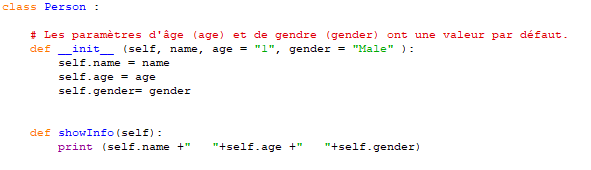 class Person :
    # Les paramètres d'âge (age) et de gendre (gender) ont une valeur par défaut.
    def __init__ (self, name, age = "1", gender = "Male" ):
        self.name = name
        self.age = age
        self.gender= gender
    def showInfo(self):
        print (self.name +"   "+self.age +"   "+self.gender)